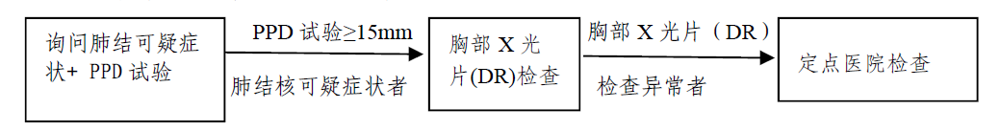 询问肺结可疑症
状+ PPD 试验
PPD 试验≥15mm
肺结核可疑症状者
胸部 X 光
片(DR)检查
胸部 X 光片（DR）
检查异常者
定点医院检查